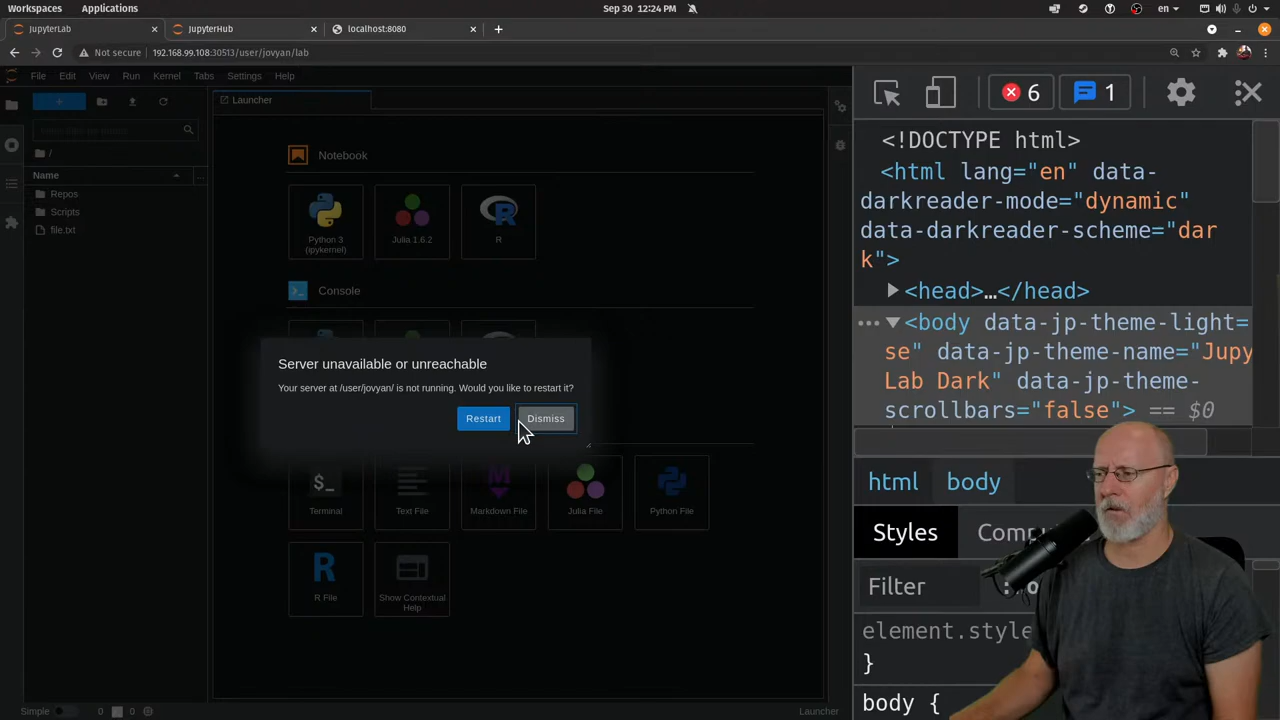 Workspaces Applications Sep 30 12:24 PM en
JupyterLab JupyterHub localhost:8080
Not secure 192.168.99.108:30513/user/jovyan/lab
File Edit View Run Kernel Tabs Settings Help
Launcher
/
Name
Repos
Scripts
file.txt
Notebook
Python 3
(ipykernel)
Julia 1.6.2
R
Console
Server unavailable or unreachable
Your server at /user/jovyan/ is not running. Would you like to restart it?
Restart Dismiss
$_
Terminal
Text File
Markdown File
Julia File
Python File
R
R File
Show Contextual
Help
Simple 0 0 Launcher
6 1
<!DOCTYPE html>
<html lang="en" data-
darkreader-mode="dynamic"
data-darkreader-scheme="dar
k">
<head>…</head>
<body data-jp-theme-light=
se" data-jp-theme-name="Jupy
Lab Dark" data-jp-theme-
scrollbars="false"> == $0
html body
Styles
Filter
element.style
}
body {